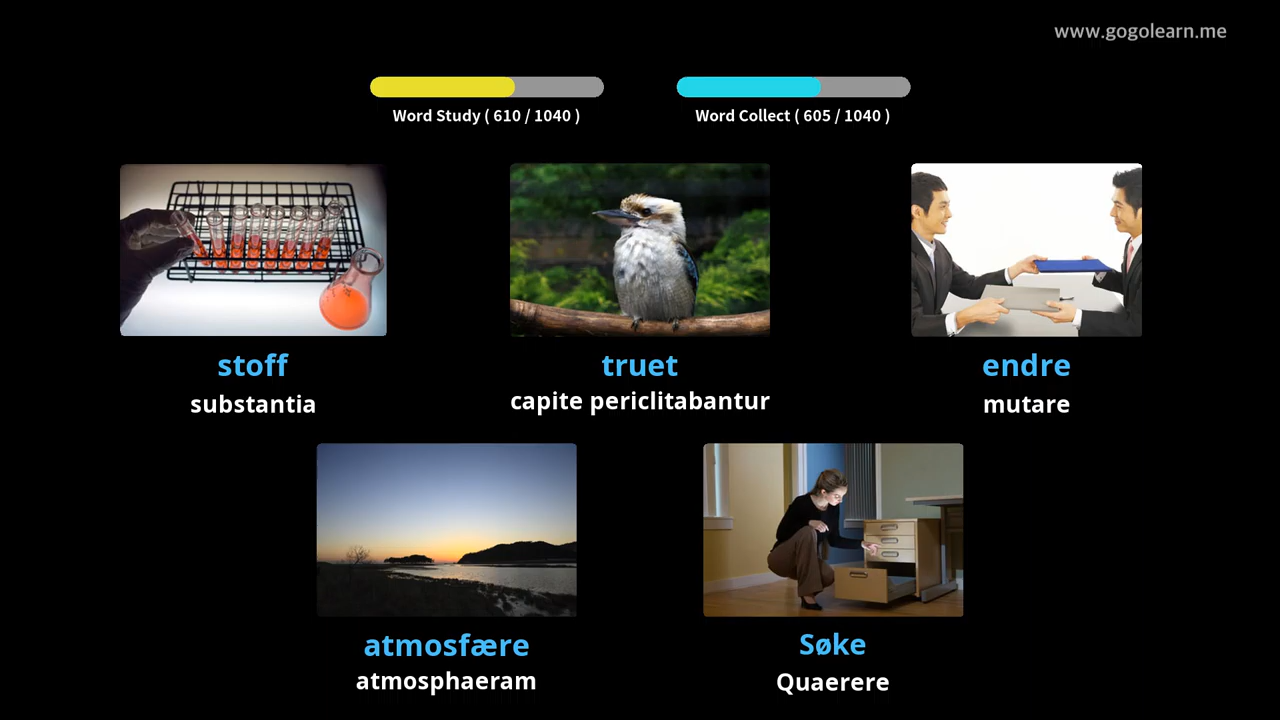 www.gogolearn.me
Word Study ( 610 / 1040 )
Word Collect ( 605 / 1040 )
stoff
substantia
truet
capite periclitabantur
endre
mutare
atmosfære
atmosphaeram
Søke
Quaerere